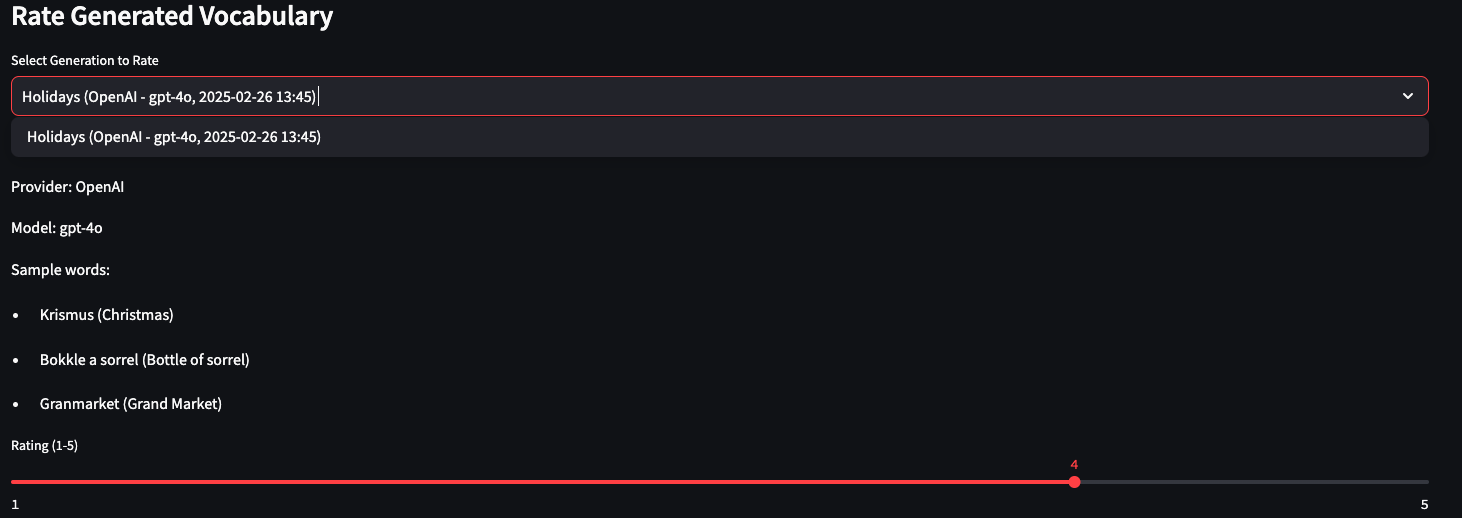 Rate Generated Vocabulary
Select Generation to Rate
Holidays (OpenAI - gpt-4o, 2025-02-26 13:45)
Holidays (OpenAI - gpt-4o, 2025-02-26 13:45)
Provider: OpenAI
Model: gpt-4o
Sample words:
• Krismus (Christmas)
• Bokkle a sorrel (Bottle of sorrel)
• Granmarket (Grand Market)
Rating (1-5)
4
1 5